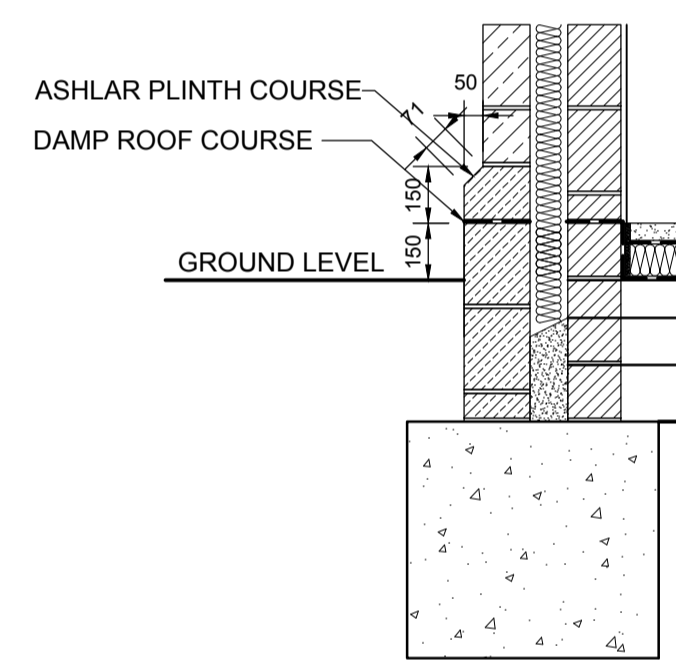 50
ASHLAR PLINTH COURSE
71
DAMP ROOF COURSE
150
150
GROUND LEVEL